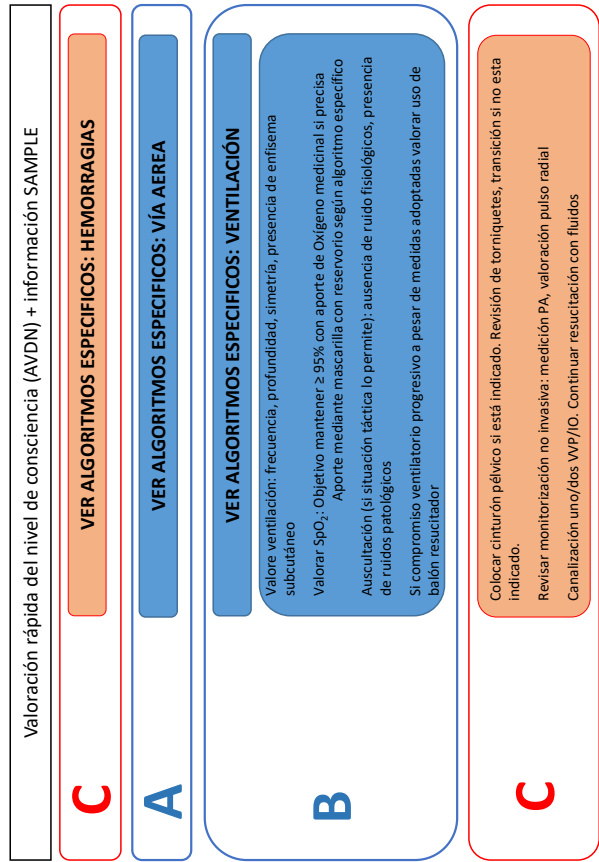 Valoración rápida del nivel de consciencia (AVDN) + información SAMPLE
C
VER ALGORITMOS ESPECIFICOS: HEMORRAGIAS
A
VER ALGORITMOS ESPECIFICOS: VÍA AEREA
B
VER ALGORITMOS ESPECIFICOS: VENTILACIÓN
Valore ventilación: frecuencia, profundidad, simetría, presencia de enfisema
subcutáneo
Valorar SpO₂: Objetivo mantener ≥ 95% con aporte de Oxígeno medicinal si precisa
Aporte mediante mascarilla con reservorio según algoritmo específico
Auscultación (si situación táctica lo permite): ausencia de ruido fisiológicos, presencia
de ruidos patológicos
Si compromiso ventilatorio progresivo a pesar de medidas adoptadas valorar uso de
balón resucitador
C
Colocar cinturón pélvico si está indicado. Revisión de torniquetes, transición si no esta
indicado.
Revisar monitorización no invasiva: medición PA, valoración pulso radial
Canalización uno/dos VVP/IO. Continuar resucitación con fluidos